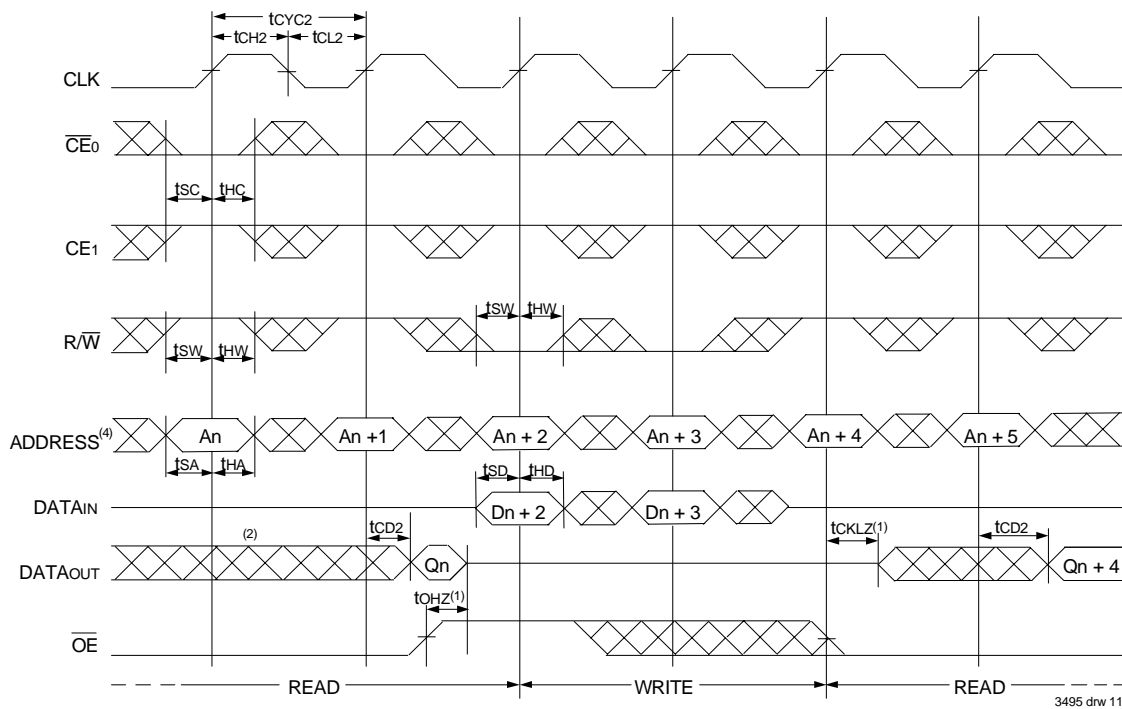 tCYC2
tCH2 tCL2
CLK
CE0
tSC tHC
CE1
tSW tHW
R/W
tSW tHW
ADDRESS(4) An An +1 An + 2 An + 3 An + 4 An + 5
tSA tHA
tSD tHD
DATAIN Dn + 2 Dn + 3
(2) tCD2 tCKLZ(1) tCD2
DATAOUT Qn Qn + 4
tOHZ(1)
OE
READ WRITE READ
3495 drw 11